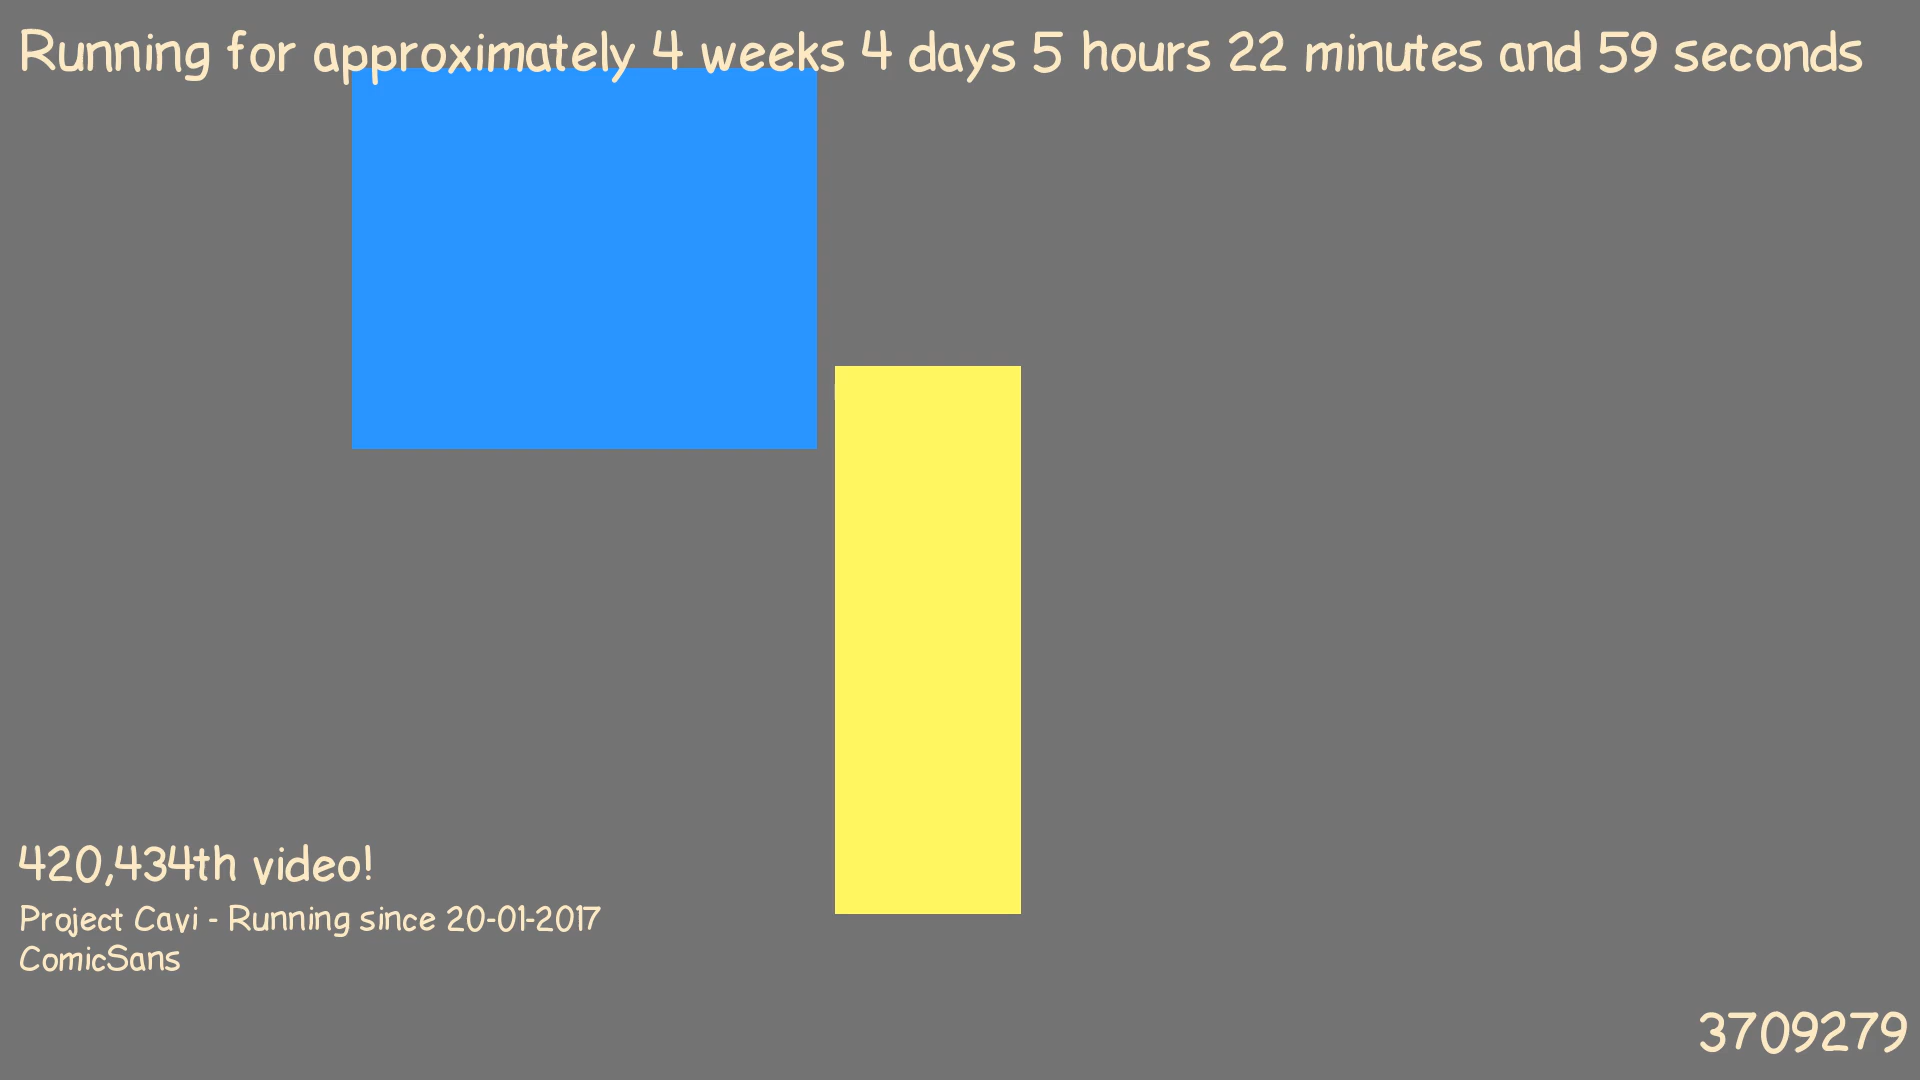 Running for approximately 4 weeks 4 days 5 hours 22 minutes and 59 seconds
420,434th video!
Project Cavi - Running since 20-01-2017
ComicSans
3709279